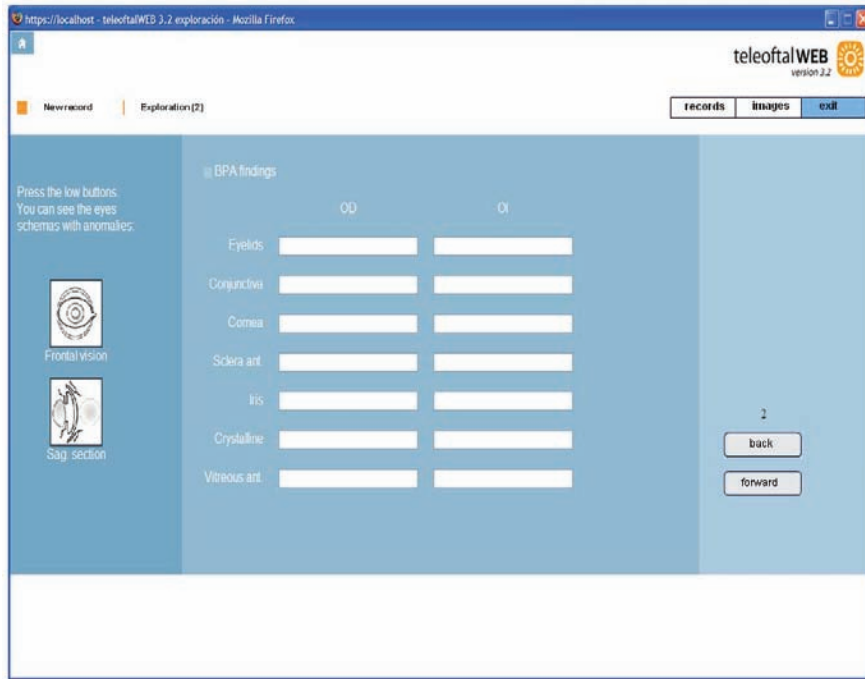 https://localhost - teleoftalWEB 3.2 exploración - Mozilla Firefox
teleoftalWEB
version 3.2
New record
Exploration (2)
records
images
exit
Press the low buttons.
You can see the eyes
schemas with anomalies:
Frontal vision
Sag. section
BPA findings
OD OI
Eyelids
Conjunctiva
Cornea
Sclera ant.
Iris
Crystalline
Vitreous ant.
2
back
forward